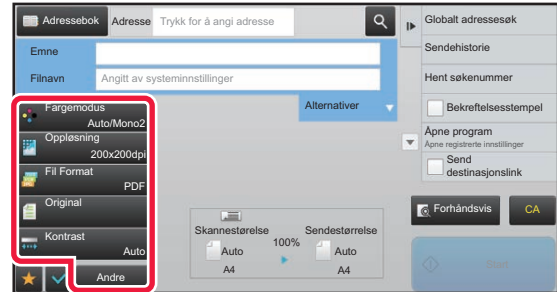 Adressebok
Adresse
Trykk for å angi adresse
Emne
Filnavn
Angitt av systeminnstillinger
Alternativer
Fargemodus
Auto/Mono2
Oppløsning
200x200dpi
Fil Format
PDF
Original
Kontrast
Auto
Andre
Skannestørelse
Auto
A4
100%
Sendestørrelse
Auto
A4
Globalt adressesøk
Sendehistorie
Hent søkenummer
Bekreftelsesstempel
Åpne program
Åpne registrerte innstillinger
Send
destinasjonslink
Forhåndsvis
CA
Start